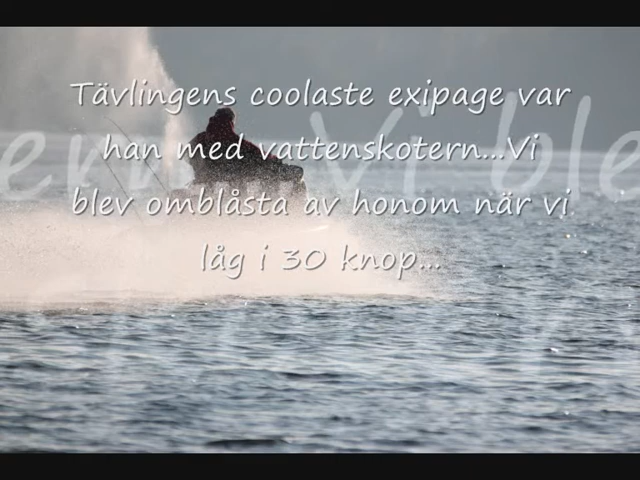 Tävlingens coolaste exipage var
han med vattenskotern...Vi
blev omblåsta av honom när vi
låg i 30 knop...